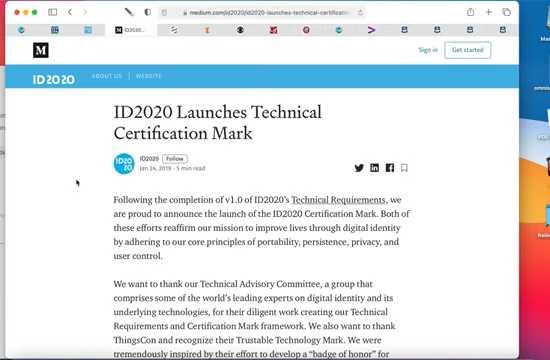 medium.com/id2020/id2020-launches-technical-certification
ID2020...
M
Sign in
Get started
ID2020
ABOUT US
WEBSITE
ID2020 Launches Technical
Certification Mark
ID2020
Follow
Jan 24, 2019 · 5 min read
Following the completion of v1.0 of ID2020's Technical Requirements, we
are proud to announce the launch of the ID2020 Certification Mark. Both of
these efforts reaffirm our mission to improve lives through digital identity
by adhering to our core principles of portability, persistence, privacy, and
user control.
We want to thank our Technical Advisory Committee, a group that
comprises some of the world's leading experts on digital identity and its
underlying technologies, for their diligent work creating our Technical
Requirements and Certification Mark framework. We also want to thank
ThingsCon and recognize their Trustable Technology Mark. We were
tremendously inspired by their effort to develop a "badge of honor" for